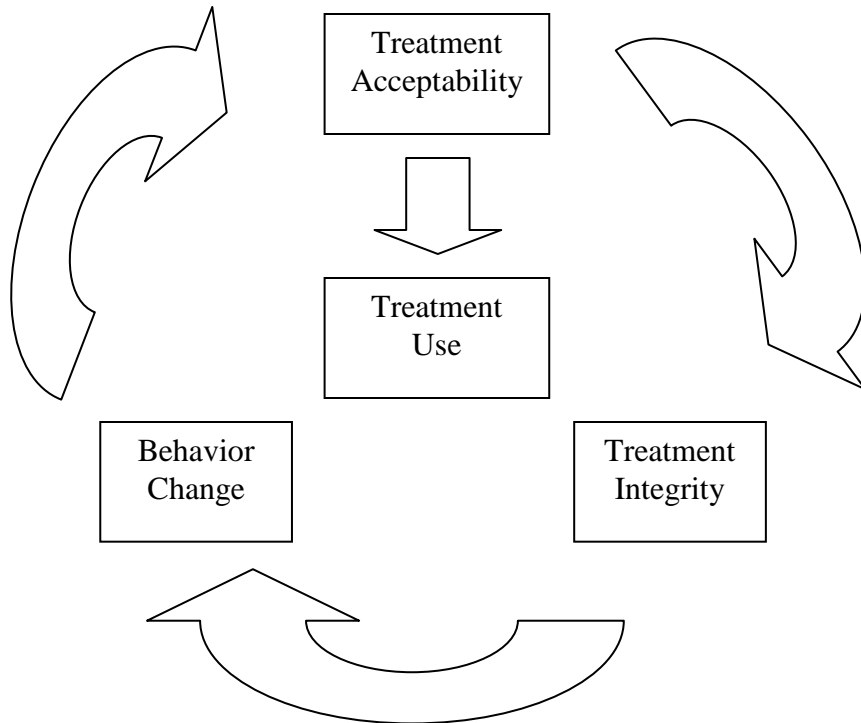 Treatment
Acceptability
Treatment
Use
Behavior
Change
Treatment
Integrity